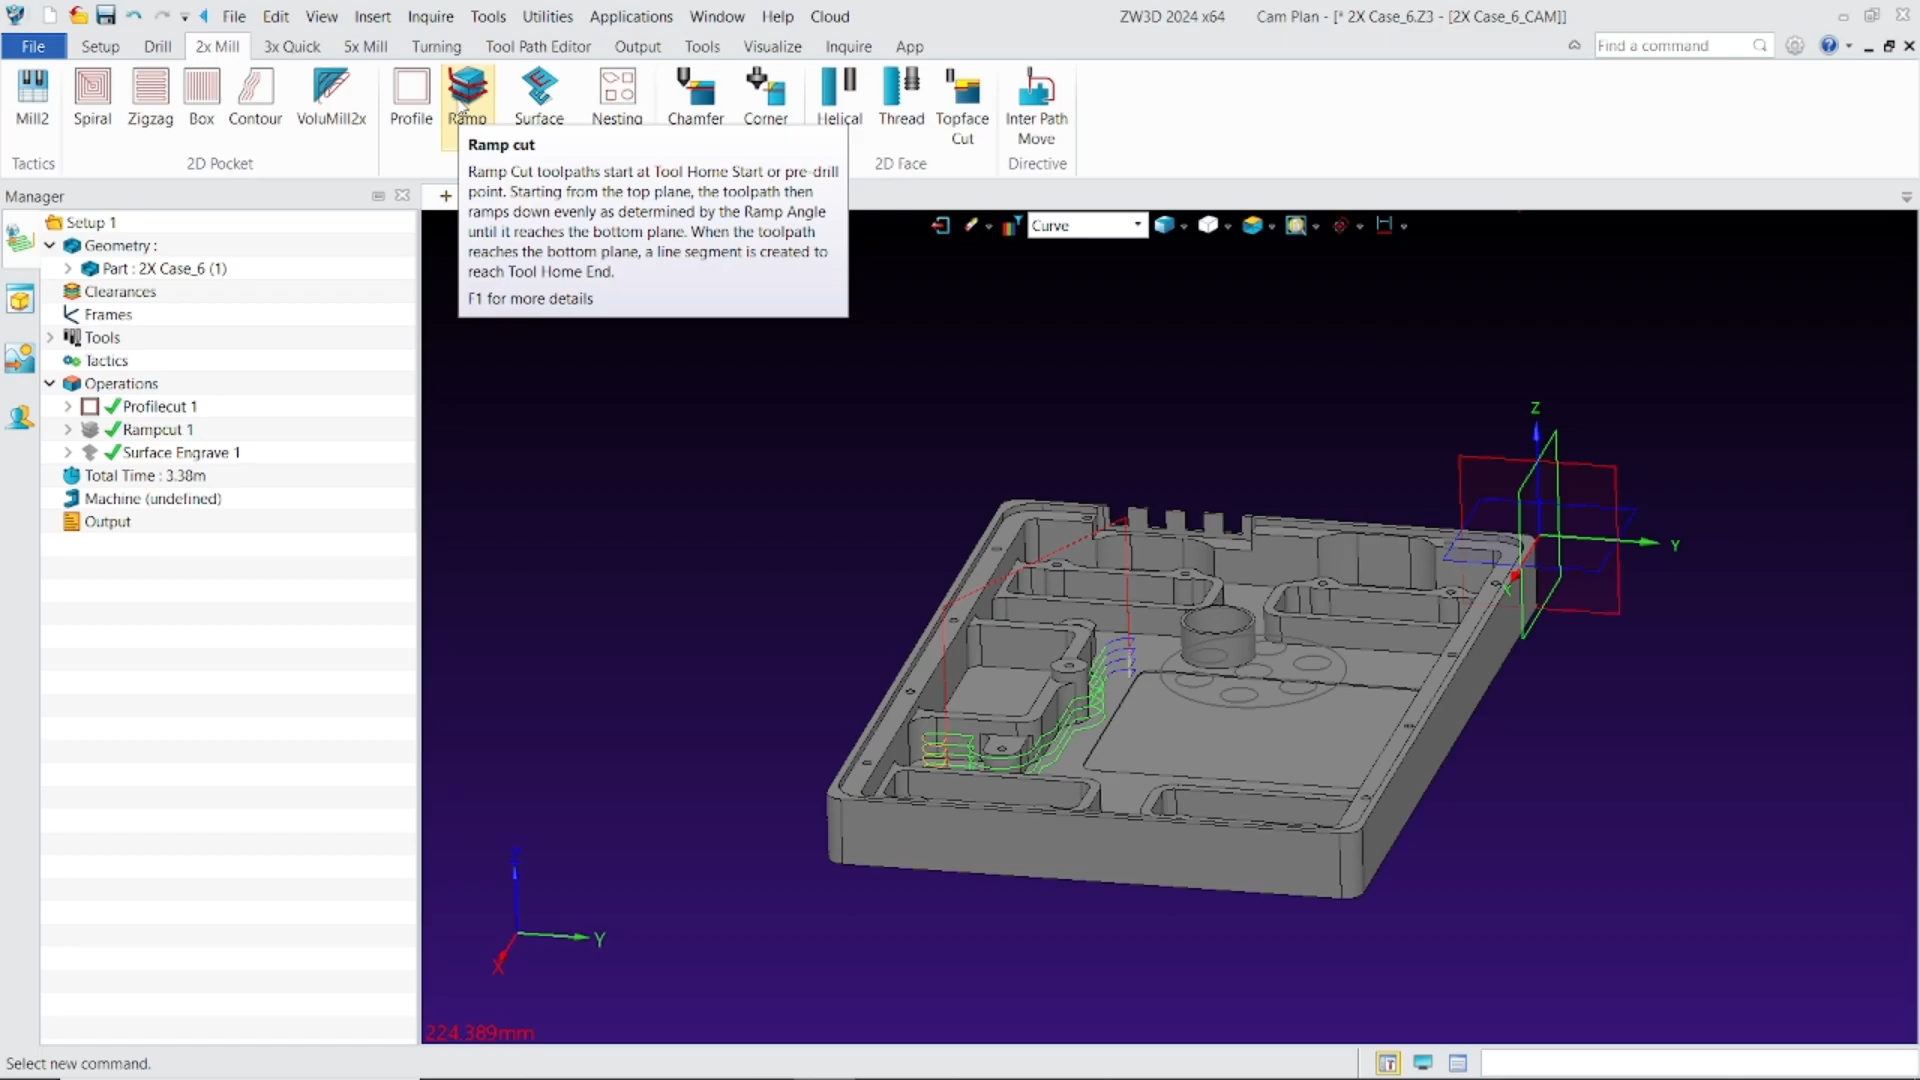 File Edit View Insert Inquire Tools Utilities Applications Window Help Cloud ZW3D 2024 x64 Cam Plan - [* 2X Case_6.Z3 - [2X Case_6_CAM]]
File Setup Drill 2x Mill 3x Quick 5x Mill Turning Tool Path Editor Output Tools Visualize Inquire App Find a command
Mill2 Spiral Zigzag Box Contour VoluMill2x Profile Ramp Surface Nesting Chamfer Corner Helical Thread Topface Cut Inter Path Move
Tactics 2D Pocket 2D Face Directive
Ramp cut
Ramp Cut toolpaths start at Tool Home Start or pre-drill
point. Starting from the top plane, the toolpath then
ramps down evenly as determined by the Ramp Angle
until it reaches the bottom plane. When the toolpath
reaches the bottom plane, a line segment is created to
reach Tool Home End.
F1 for more details
Manager
Setup 1
Geometry :
Part : 2X Case_6 (1)
Clearances
Frames
Tools
Tactics
Operations
Profilecut 1
Rampcut 1
Surface Engrave 1
Total Time : 3.38m
Machine (undefined)
Output
Curve
Z
Y
X
Z
Y
X
224.389mm
Select new command.